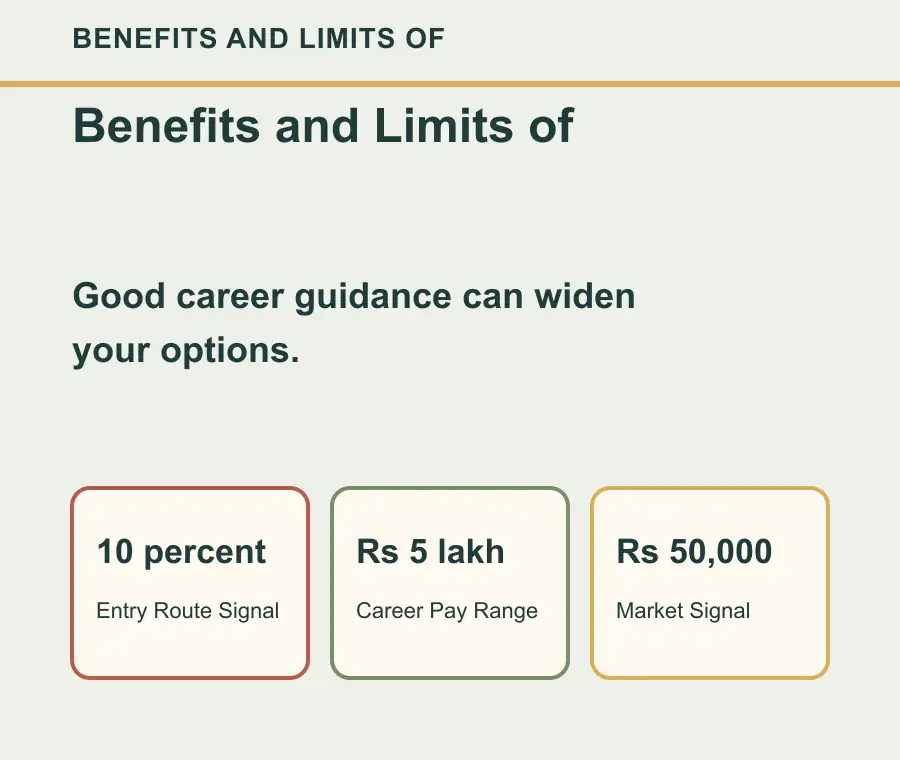 BENEFITS AND LIMITS OF
Benefits and Limits of
Good career guidance can widen
your options.
10 percent
Entry Route Signal
Rs 5 lakh
Career Pay Range
Rs 50,000
Market Signal